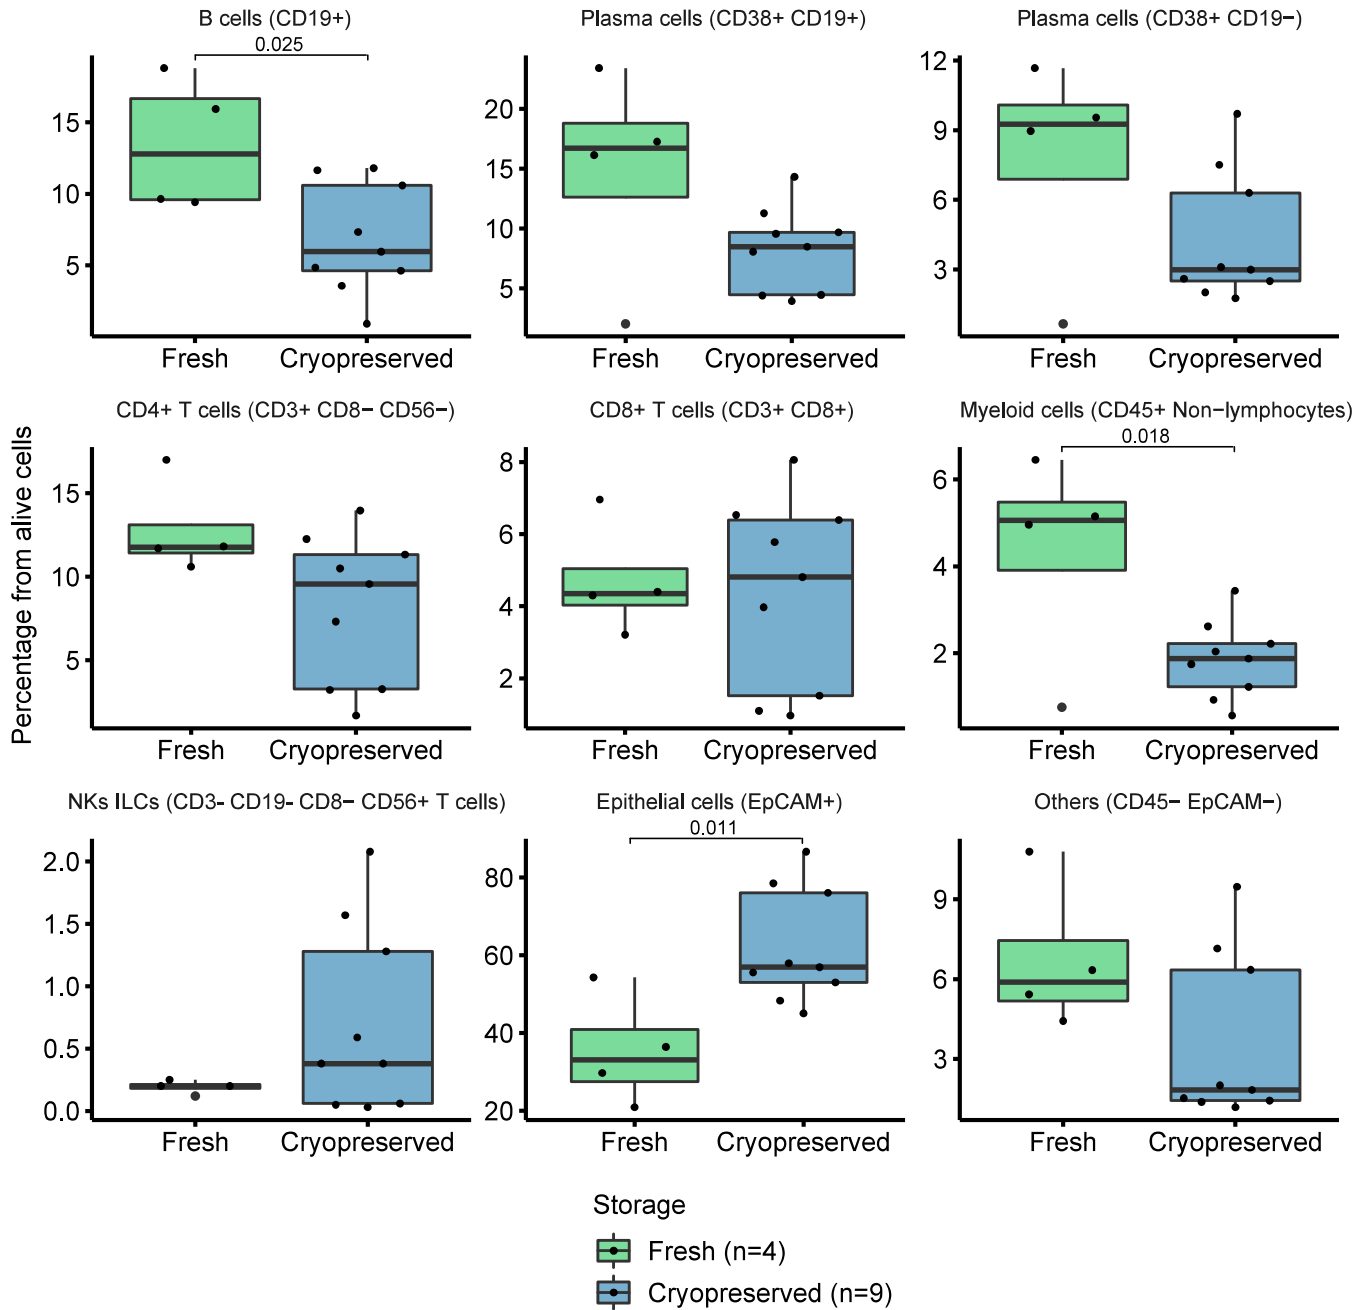 B cells (CD19+)
0.025
15
10
5
Fresh
Cryopreserved
Plasma cells (CD38+ CD19+)
20
15
10
5
Fresh
Cryopreserved
Plasma cells (CD38+ CD19−)
12
9
6
3
Fresh
Cryopreserved
Percentage from alive cells
CD4+ T cells (CD3+ CD8− CD56−)
15
10
5
Fresh
Cryopreserved
CD8+ T cells (CD3+ CD8+)
8
6
4
2
Fresh
Cryopreserved
Myeloid cells (CD45+ Non−lymphocytes)
0.018
6
4
2
Fresh
Cryopreserved
NKs ILCs (CD3- CD19- CD8− CD56+ T cells)
2.0
1.5
1.0
0.5
0.0
Fresh
Cryopreserved
Epithelial cells (EpCAM+)
0.011
80
60
40
20
Fresh
Cryopreserved
Others (CD45− EpCAM−)
9
6
3
Fresh
Cryopreserved
Storage
Fresh (n=4)
Cryopreserved (n=9)